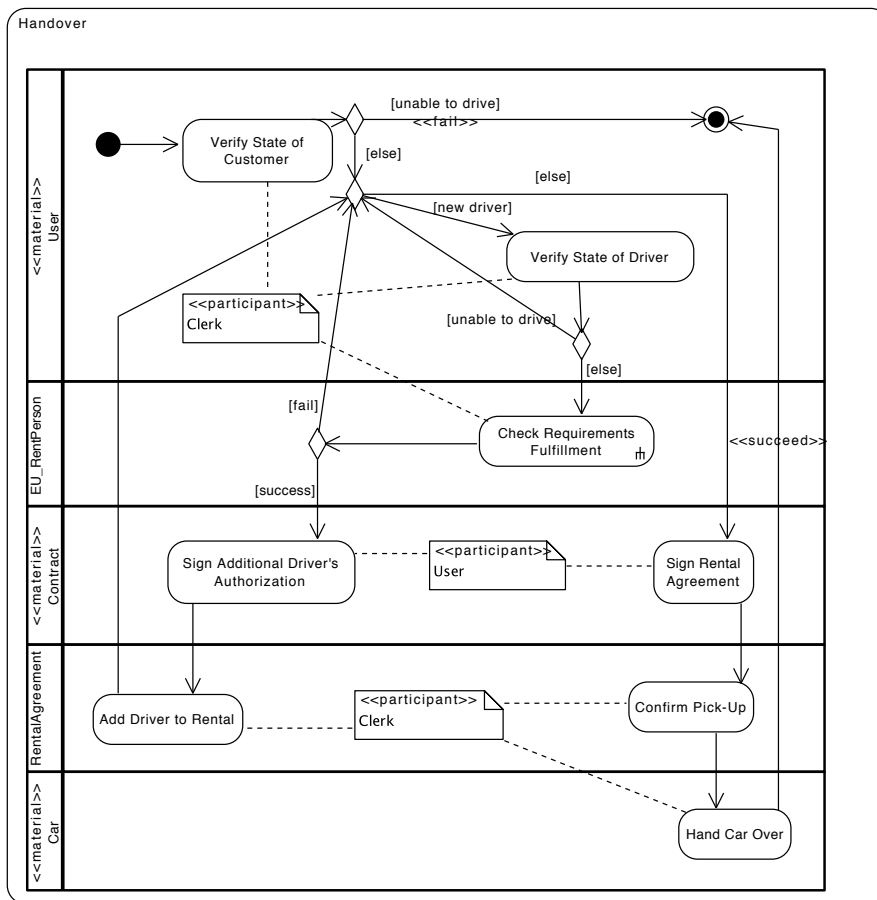 Handover
<<material>>
User
[unable to drive]
<<fail>>
Verify State of
Customer
[else]
[else]
[new driver]
Verify State of Driver
<<participant>>
Clerk
[unable to drive]
[else]
EU_RentPerson
[fail]
Check Requirements
Fulfillment
<<succeed>>
[success]
<<material>>
Contract
Sign Additional Driver's
Authorization
<<participant>>
User
Sign Rental
Agreement
RentalAgreement
Add Driver to Rental
<<participant>>
Clerk
Confirm Pick-Up
<<material>>
Car
Hand Car Over